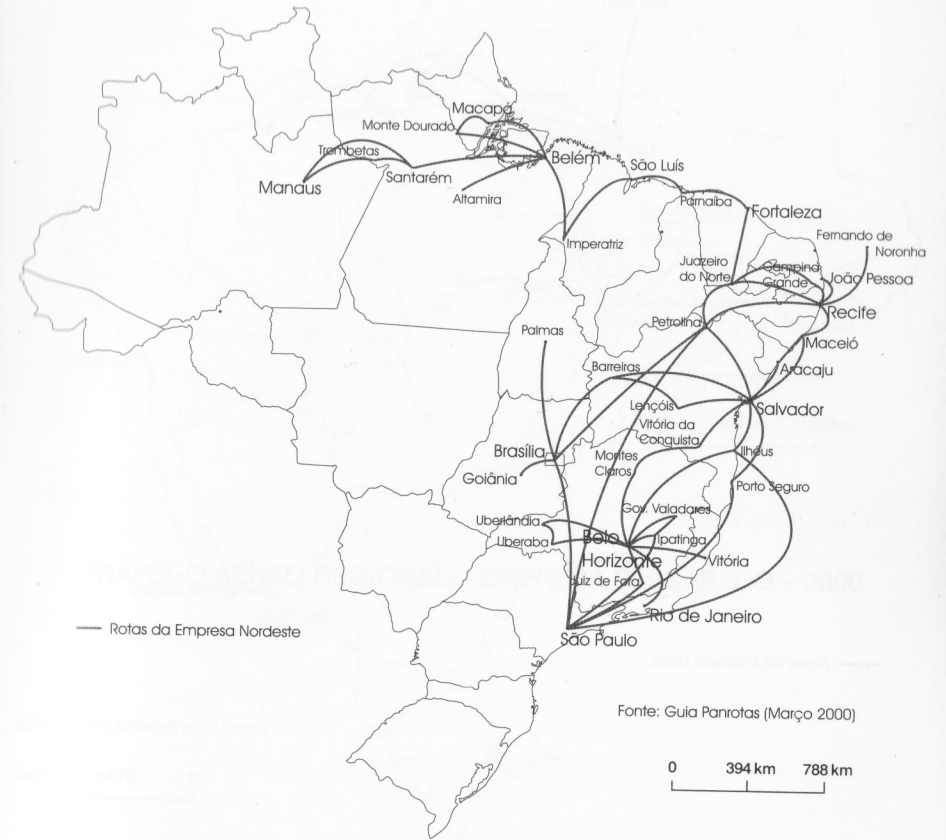 Macapá
Monte Dourado
Trombetas
Belém
São Luís
Manaus
Santarém
Altamira
Parnaíba
Fortaleza
Imperatriz
Fernando de
Noronha
Juazeiro
do Norte
Campina
Grande
João Pessoa
Recife
Petrolina
Palmas
Maceió
Barreiras
Aracaju
Lençóis
Salvador
Vitória da
Conquista
Brasília
Montes
Claros
Ilhéus
Goiânia
Porto Seguro
Gov. Valadares
Uberlândia
Uberaba
Belo
Horizonte
Ipatinga
Vitória
Juiz de Fora
Rio de Janeiro
São Paulo
Rotas da Empresa Nordeste
Fonte: Guia Panrotas (Março 2000)
0 394 km 788 km